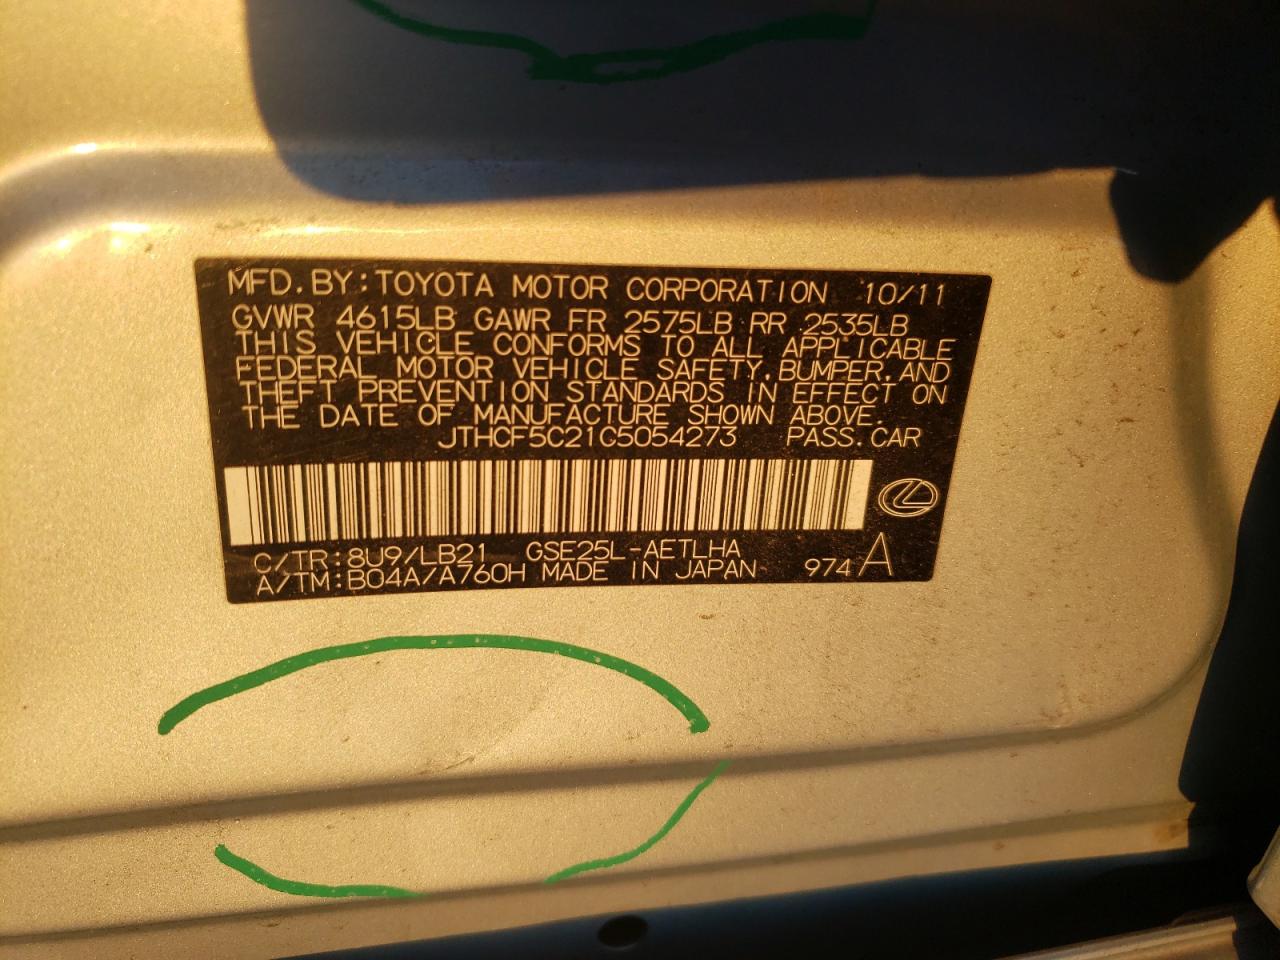 MFD. BY: TOYOTA MOTOR CORPORATION 10/11
GVWR 4615LB GAWR FR 2575LB RR 2535LB
THIS VEHICLE CONFORMS TO ALL APPLICABLE
FEDERAL MOTOR VEHICLE SAFETY, BUMPER, AND
THEFT PREVENTION STANDARDS IN EFFECT ON
THE DATE OF MANUFACTURE SHOWN ABOVE.
JTHCF5C21C5054273 PASS. CAR
C/TR: 8U9/LB21 GSE25L-AETLHA
A/TM: B04A/A760H MADE IN JAPAN 974 A